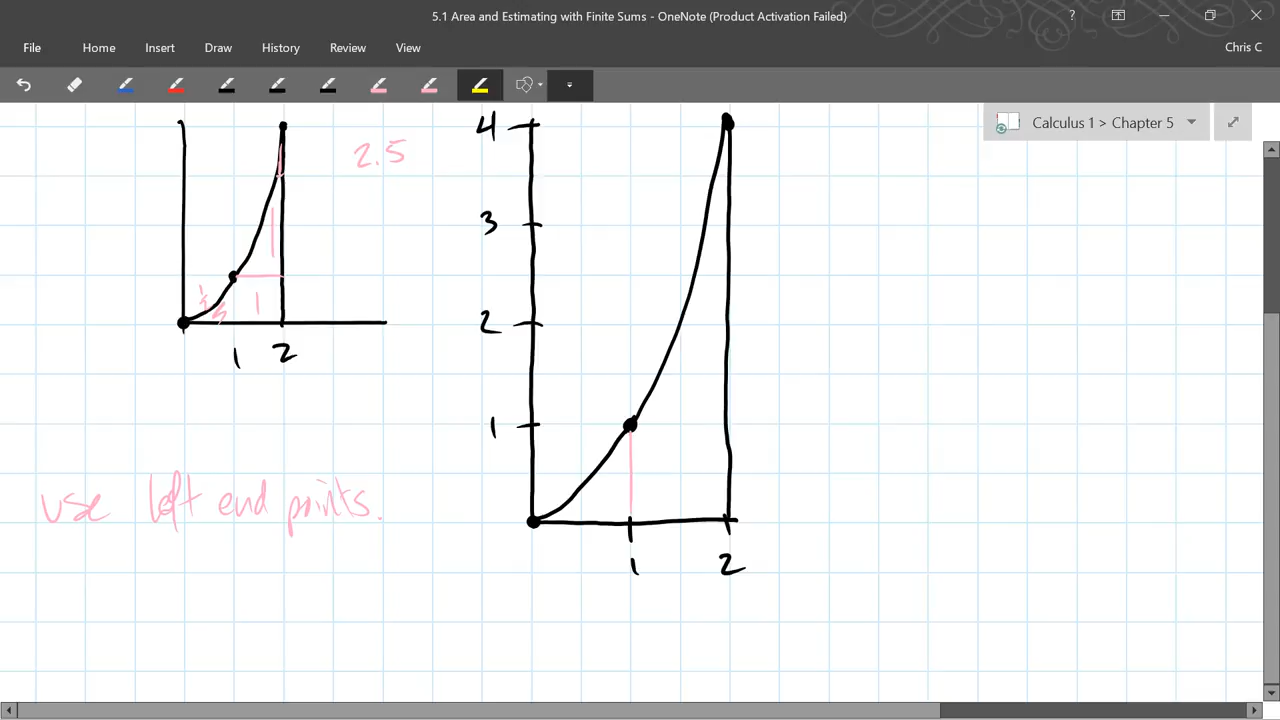 5.1 Area and Estimating with Finite Sums - OneNote (Product Activation Failed)
?
File Home Insert Draw History Review View
Chris C
Calculus 1 > Chapter 5
2.5
1
1 2
4
3
2
1
1 2
use left end points.